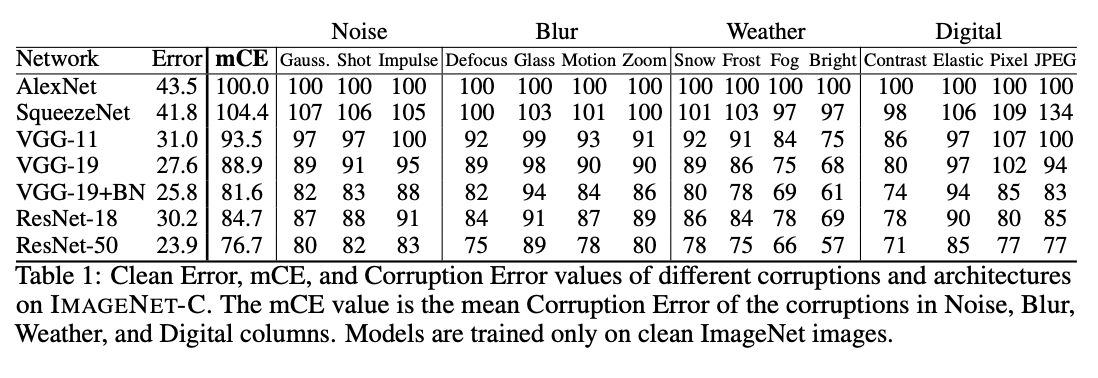 Noise Blur Weather Digital
Network Error mCE Gauss. Shot Impulse Defocus Glass Motion Zoom Snow Frost Fog Bright Contrast Elastic Pixel JPEG
AlexNet 43.5 100.0 100 100 100 100 100 100 100 100 100 100 100 100 100 100 100
SqueezeNet 41.8 104.4 107 106 105 100 103 101 100 101 103 97 97 98 106 109 134
VGG-11 31.0 93.5 97 97 100 92 99 93 91 92 91 84 75 86 97 107 100
VGG-19 27.6 88.9 89 91 95 89 98 90 90 89 86 75 68 80 97 102 94
VGG-19+BN 25.8 81.6 82 83 88 82 94 84 86 80 78 69 61 74 94 85 83
ResNet-18 30.2 84.7 87 88 91 84 91 87 89 86 84 78 69 78 90 80 85
ResNet-50 23.9 76.7 80 82 83 75 89 78 80 78 75 66 57 71 85 77 77
Table 1: Clean Error, mCE, and Corruption Error values of different corruptions and architectures
on IMAGENET-C. The mCE value is the mean Corruption Error of the corruptions in Noise, Blur,
Weather, and Digital columns. Models are trained only on clean ImageNet images.